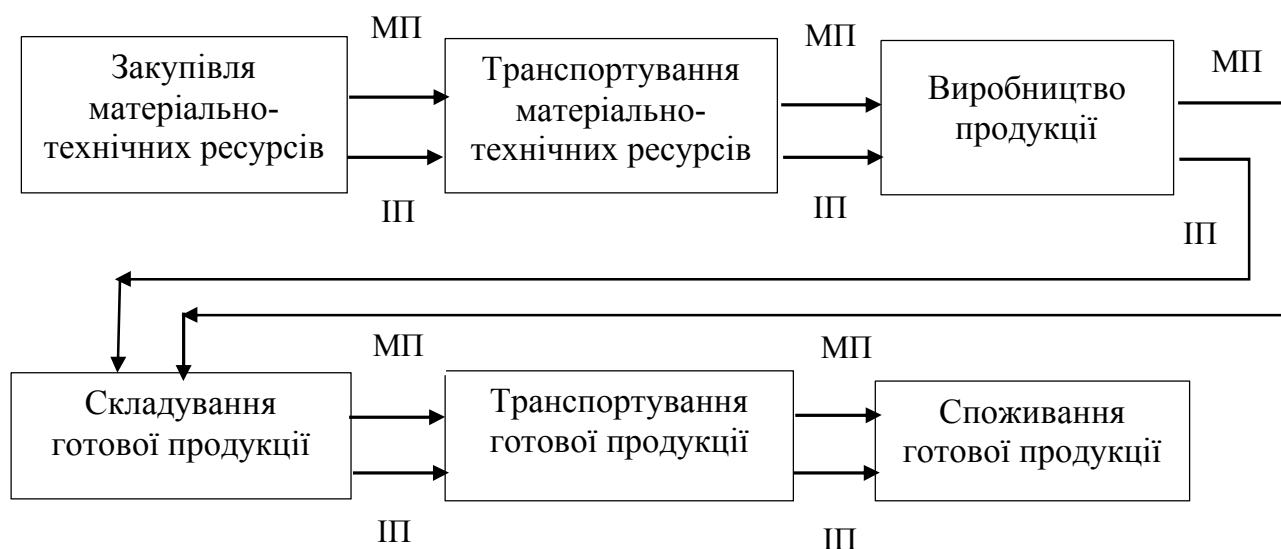 МП
МП
МП
Закупівля
матеріально-
технічних ресурсів
Транспортування
матеріально-
технічних ресурсів
Виробництво
продукції
ІП
ІП
ІП
МП
МП
Складування
готової продукції
Транспортування
готової продукції
Споживання
готової продукції
ІП
ІП